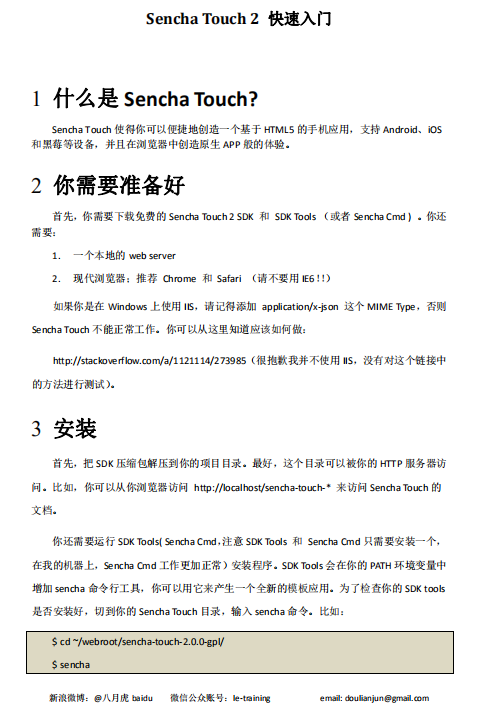 Sencha Touch 2 快速入门
1 什么是 Sencha Touch?
Sencha Touch 使得你可以便捷地创造一个基于 HTML5 的手机应用，支持 Android、iOS
和黑莓等设备，并且在浏览器中创造原生 APP 般的体验。
2 你需要准备好
首先，你需要下载免费的 Sencha Touch 2 SDK 和 SDK Tools （或者 Sencha Cmd ) 。你还
需要：
1. 一个本地的 web server
2. 现代浏览器；推荐 Chrome 和 Safari （请不要用 IE6 !!）
如果你是在 Windows 上使用 IIS，请记得添加 application/x-json 这个 MIME Type，否则
Sencha Touch 不能正常工作。你可以从这里知道应该如何做：
http://stackoverflow.com/a/1121114/273985（很抱歉我并不使用 IIS，没有对这个链接中
的方法进行测试）。
3 安装
首先，把 SDK 压缩包解压到你的项目目录。最好，这个目录可以被你的 HTTP 服务器访
问。比如，你可以从你浏览器访问 http://localhost/sencha-touch-* 来访问 Sencha Touch 的
文档。
你还需要运行 SDK Tools( Sencha Cmd，注意 SDK Tools 和 Sencha Cmd 只需要安装一个，
在我的机器上，Sencha Cmd 工作更加正常）安装程序。SDK Tools 会在你的 PATH 环境变量中
增加 sencha 命令行工具，你可以用它来产生一个全新的模板应用。为了检查你的 SDK tools
是否安装好，切到你的 Sencha Touch 目录，输入 sencha 命令。比如：
$ cd ~/webroot/sencha-touch-2.0.0-gpl/
$ sencha
新浪微博：@八月虎 baidu 微信公众账号：le-training email: doulianjun@gmail.com